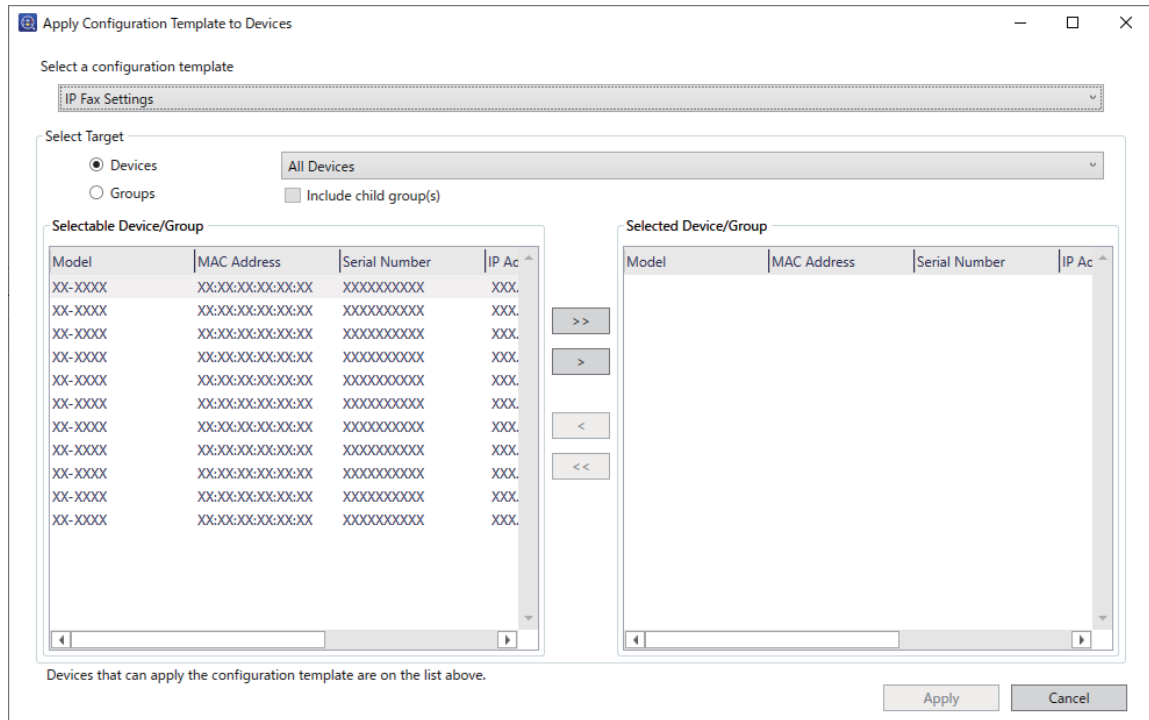 Apply Configuration Template to Devices
Select a configuration template
IP Fax Settings
Select Target
Devices
All Devices
Groups
Include child group(s)
Selectable Device/Group
Model MAC Address Serial Number IP Ac
XX-XXXX XX:XX:XX:XX:XX:XX XXXXXXXXXX XXX.
XX-XXXX XX:XX:XX:XX:XX:XX XXXXXXXXXX XXX.
XX-XXXX XX:XX:XX:XX:XX:XX XXXXXXXXXX XXX.
XX-XXXX XX:XX:XX:XX:XX:XX XXXXXXXXXX XXX.
XX-XXXX XX:XX:XX:XX:XX:XX XXXXXXXXXX XXX.
XX-XXXX XX:XX:XX:XX:XX:XX XXXXXXXXXX XXX.
XX-XXXX XX:XX:XX:XX:XX:XX XXXXXXXXXX XXX.
XX-XXXX XX:XX:XX:XX:XX:XX XXXXXXXXXX XXX.
XX-XXXX XX:XX:XX:XX:XX:XX XXXXXXXXXX XXX.
XX-XXXX XX:XX:XX:XX:XX:XX XXXXXXXXXX XXX.
XX-XXXX XX:XX:XX:XX:XX:XX XXXXXXXXXX XXX.
>>
>
<
<<
Selected Device/Group
Model MAC Address Serial Number IP Ac
Devices that can apply the configuration template are on the list above.
Apply
Cancel